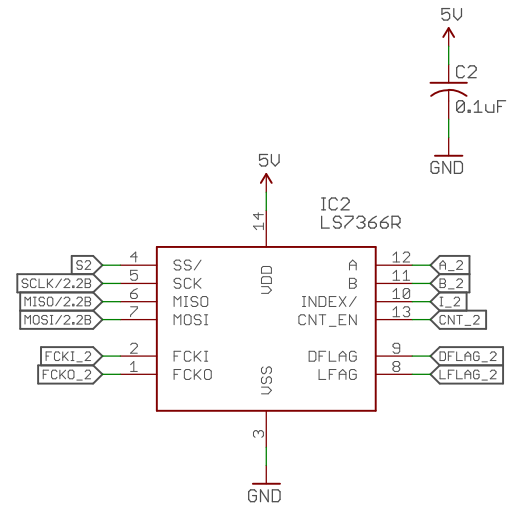 5V
C2
0.1uF
GND
5V
IC2
LS7366R
14
VDD
S2 4 SS/ A 12 A_2
SCLK/2.2B 5 SCK B 11 B_2
MISO/2.2B 6 MISO INDEX/ 10 I_2
MOSI/2.2B 7 MOSI CNT_EN 13 CNT_2
FCKI_2 2 FCKI DFLAG 9 DFLAG_2
FCKO_2 1 FCKO LFAG 8 LFLAG_2
VSS
3
GND